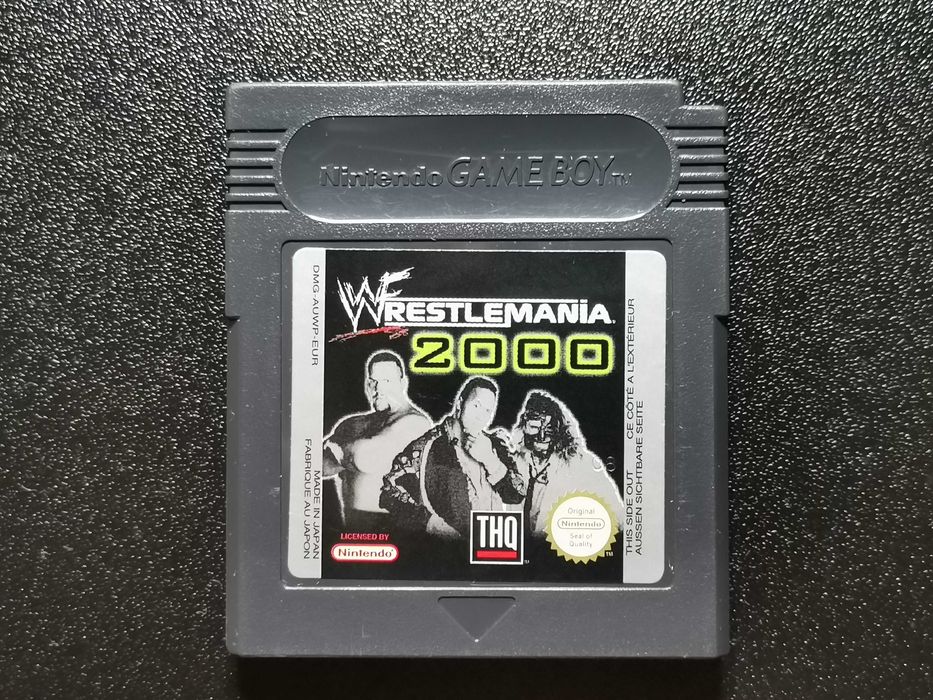 Nintendo GAME BOY TM
DMG-AUWP-EUR
MADE IN JAPAN
FABRIQUE AU JAPON
WF
WRESTLEMANIA
2000
LICENSED BY
Nintendo
THQ
Original
Nintendo
Seal of
Quality
TM
THIS SIDE OUT CE CÔTÉ A L'EXTÉRIEUR
AUSSEN SICHTBARE SEITE